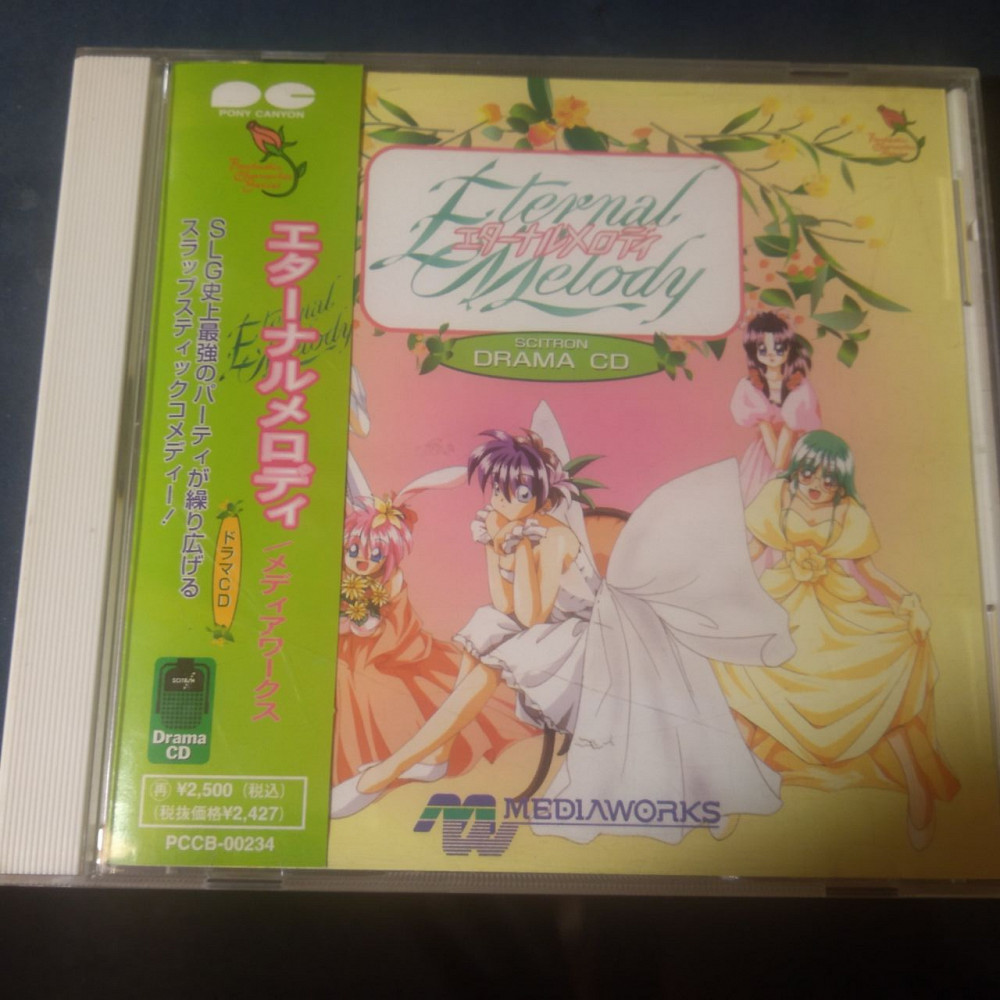 PONY CANYON
エターナルメロディ/メディアワークス
SLG史上最強のパーティが繰り広げる
スラップスティックコメディー!
Eternal
Melody
ドラマCD
SCITRON
Drama
CD
再 ¥2,500(税込)
(税抜価格¥2,427)
PCCB-00234
Eternal
エターナルメロディ
Melody
SCITRON
DRAMA CD
MEDIAWORKS